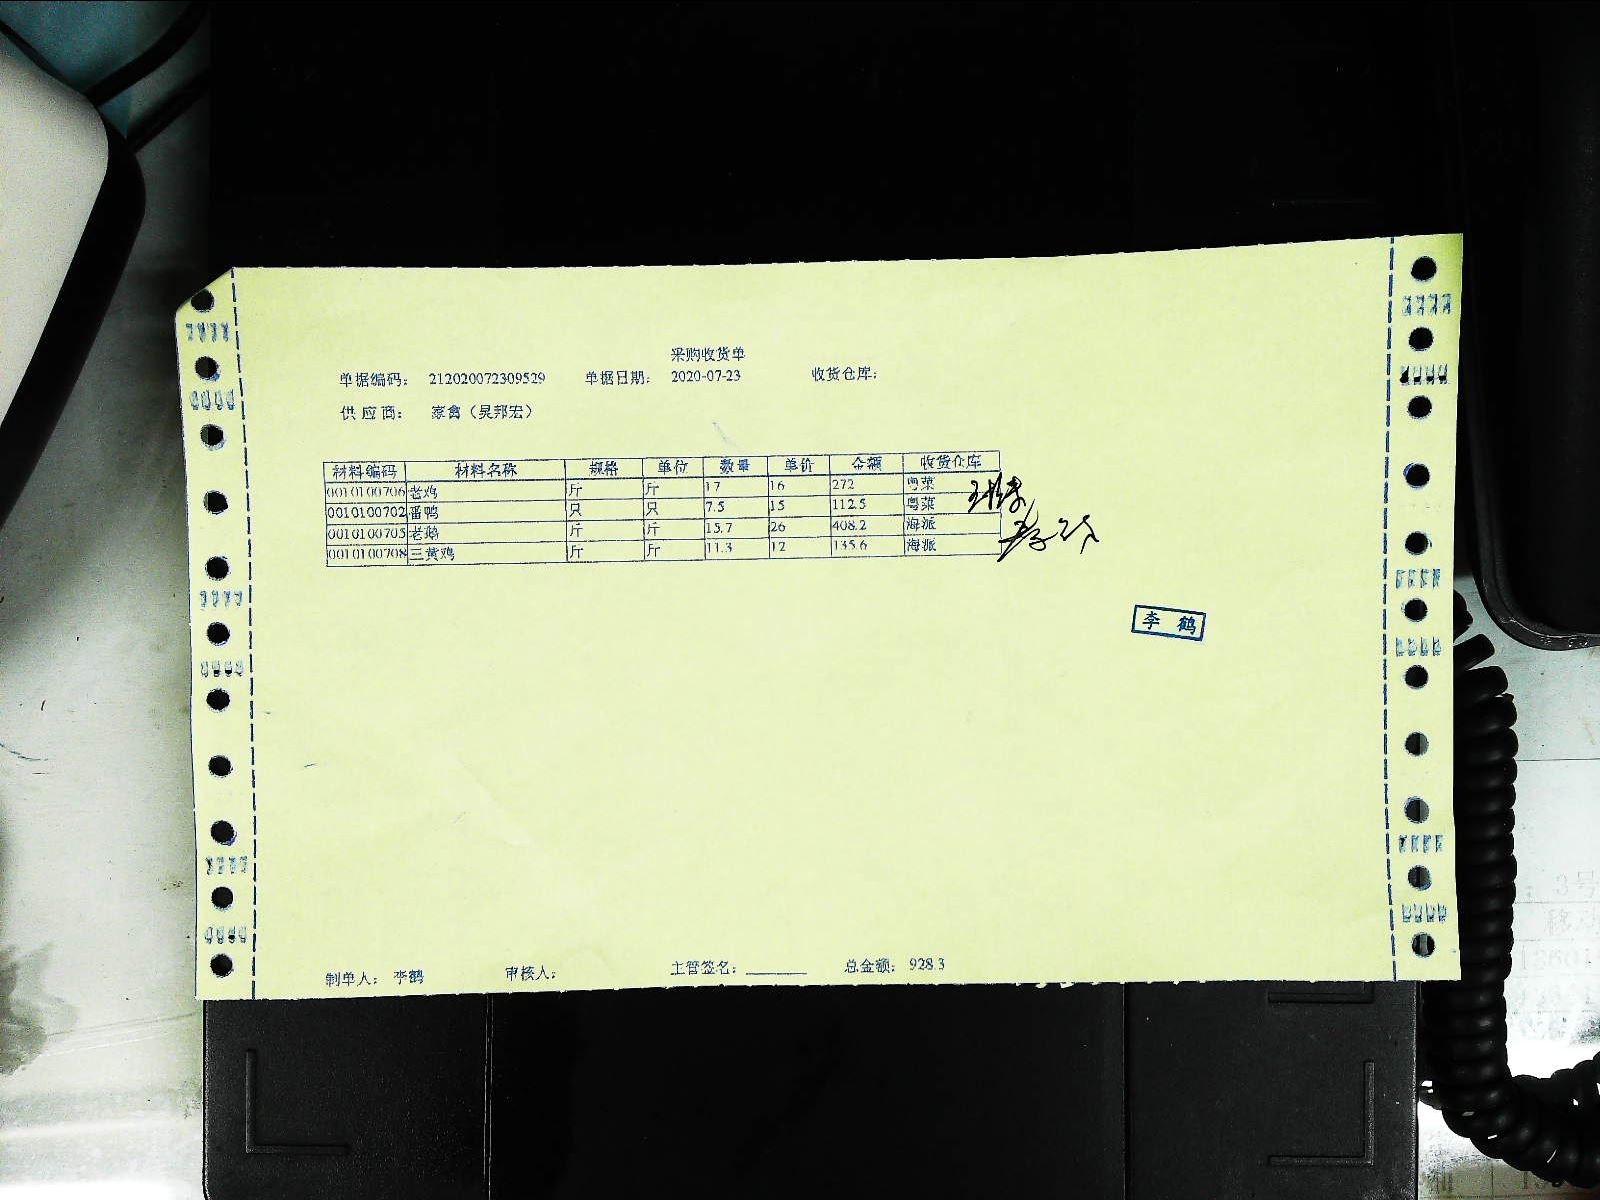 采购收货单
单据编码： 212020072309529 单据日期： 2020-07-23 收货仓库：
供应商： 家禽（吴邦宏）
材料编码 材料名称 规格 单位 数量 单价 金额 收货仓库
0010100706 老鸡 斤 斤 17 16 272 粤菜
0010100702 番鸭 只 只 7.5 15 112.5 粤菜
0010100705 老鹅 斤 斤 15.7 26 408.2 海派
0010100708 三黄鸡 斤 斤 11.3 12 135.6 海派
李鹤
制单人： 李鹤 审核人： 主管签名： 总金额： 928.3
3号
移动